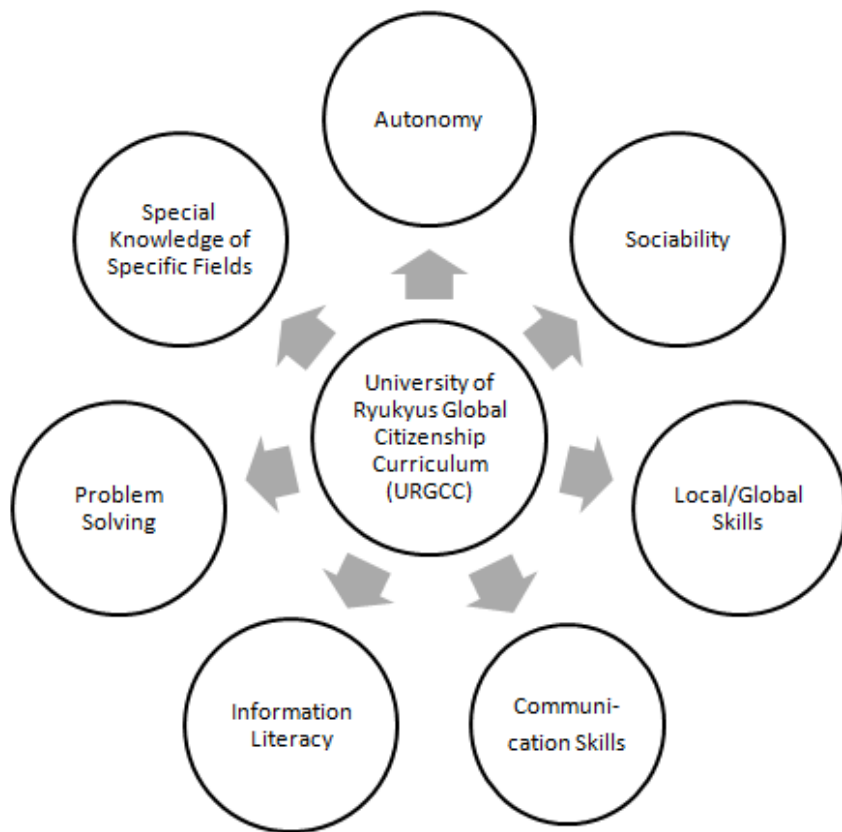 Autonomy
Special
Knowledge of
Specific Fields
Sociability
University of
Ryukyus Global
Citizenship
Curriculum
(URGCC)
Problem
Solving
Local/Global
Skills
Information
Literacy
Communi-
cation Skills